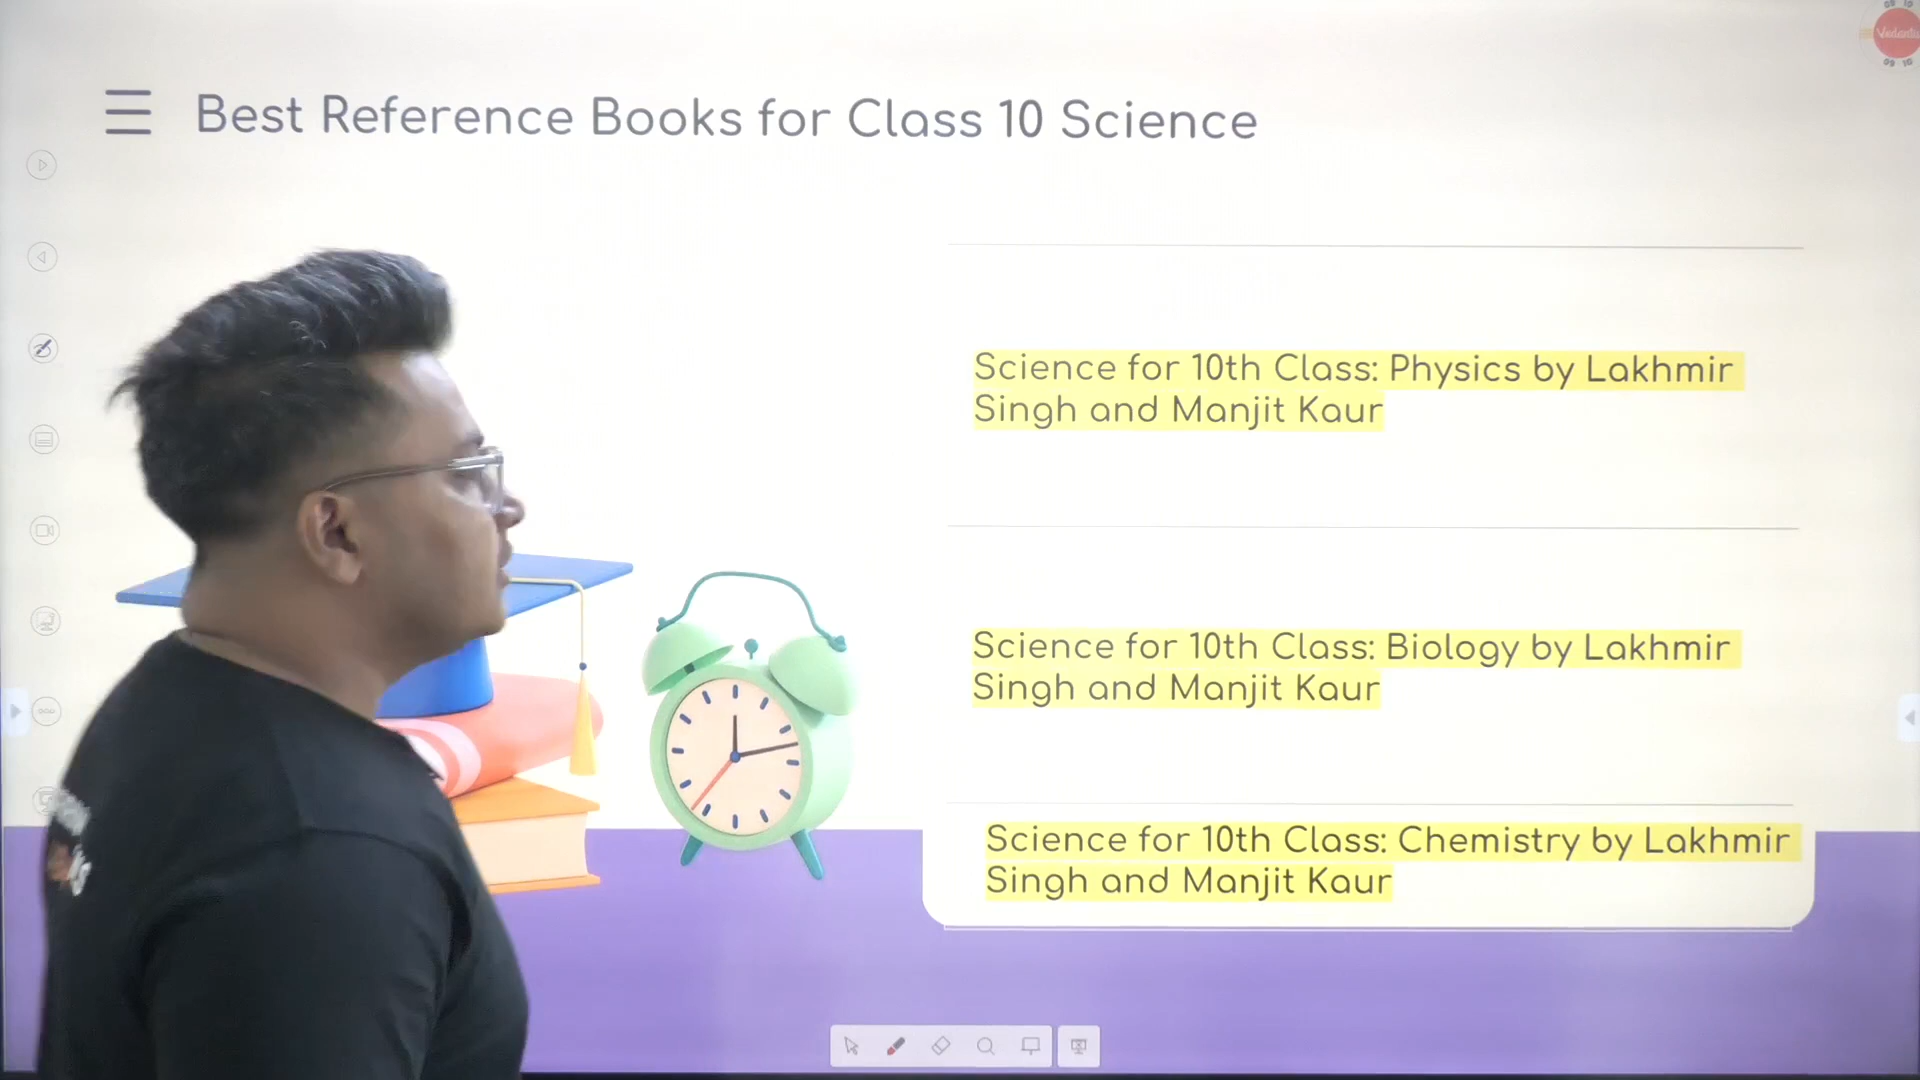 Best Reference Books for Class 10 Science
Science for 10th Class: Physics by Lakhmir
Singh and Manjit Kaur
Science for 10th Class: Biology by Lakhmir
Singh and Manjit Kaur
Science for 10th Class: Chemistry by Lakhmir
Singh and Manjit Kaur